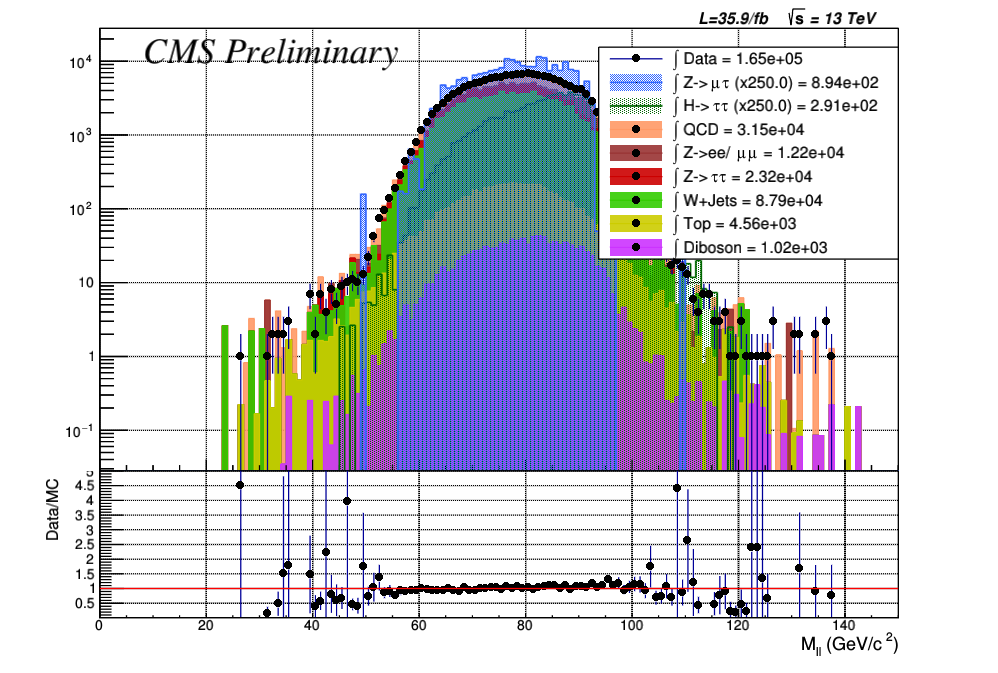 L=35.9/fb √s = 13 TeV
CMS Preliminary
∫ Data = 1.65e+05
∫ Z->μτ (x250.0) = 8.94e+02
∫ H->ττ (x250.0) = 2.91e+02
∫ QCD = 3.15e+04
∫ Z->ee/ μμ = 1.22e+04
∫ Z->ττ = 2.32e+04
∫ W+Jets = 8.79e+04
∫ Top = 4.56e+03
∫ Diboson = 1.02e+03
10⁴
10³
10²
10
1
10⁻¹
Data/MC
5
4.5
4
3.5
3
2.5
2
1.5
1
0.5
0 20 40 60 80 100 120 140
M_ll (GeV/c²)